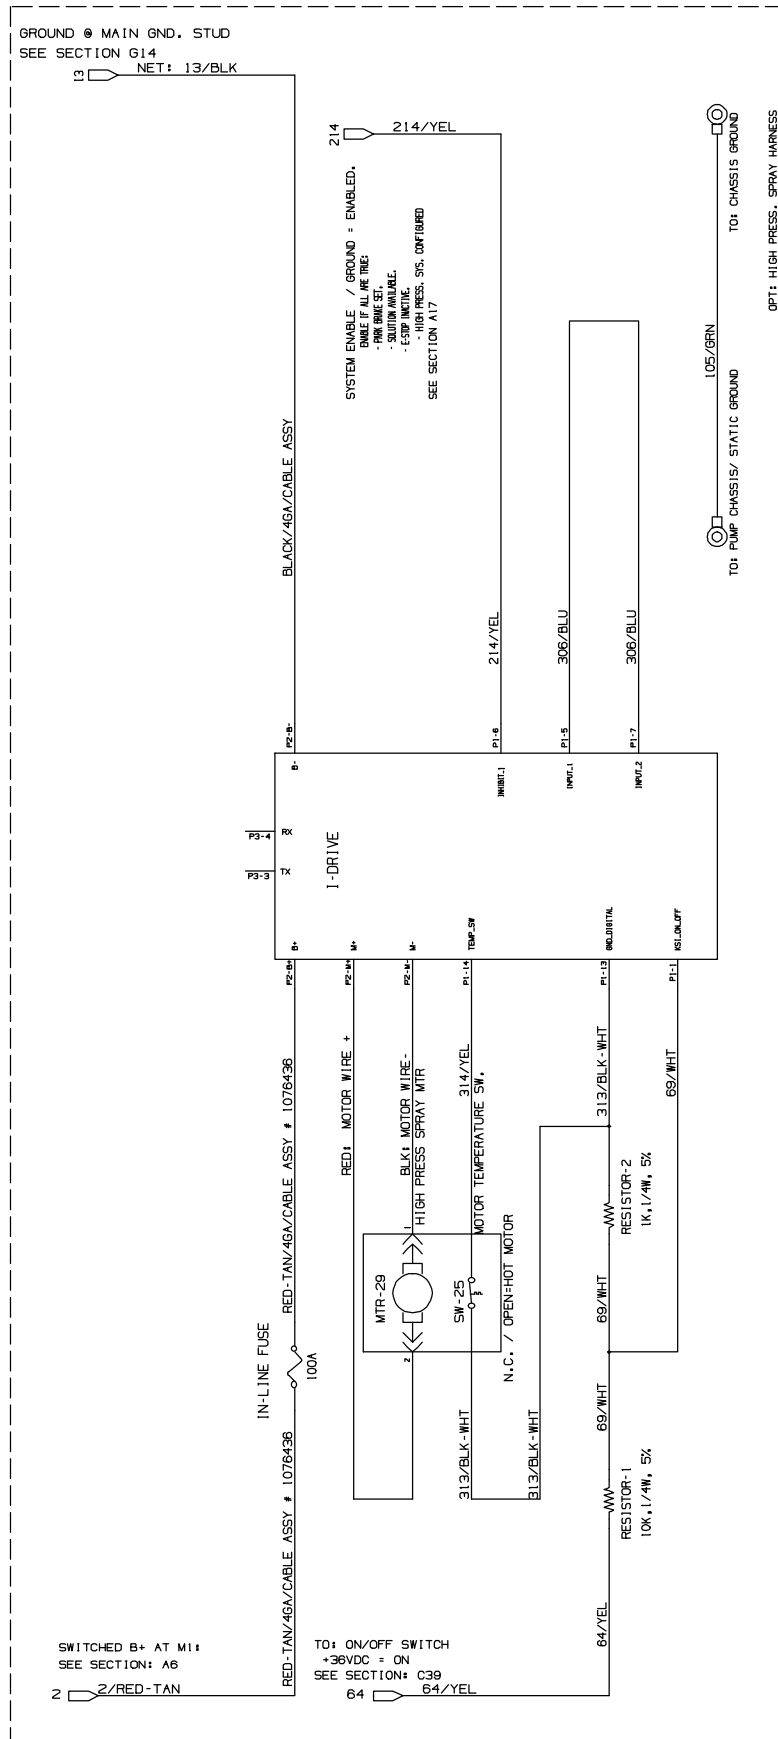 GROUND @ MAIN GND. STUD
SEE SECTION G14
13
NET: 13/BLK
214
214/YEL
SYSTEM ENABLE / GROUND = ENABLED.
ENABLE IF ALL ARE TRUE:
- PARK BRAKE SET.
- SOLUTION AVAILABLE.
- E-STOP INACTIVE.
- HIGH PRESS. SYS. CONFIGURED
SEE SECTION A17
TO: CHASSIS GROUND
105/GRN
TO: PUMP CHASSIS/ STATIC GROUND
OPT: HIGH PRESS. SPRAY HARNESS
BLACK/4GA/CABLE ASSY
214/YEL
306/BLU
306/BLU
P2-B-
P1-6
P1-5
P1-7
B-
INHIBIT_1
INPUT_1
INPUT_2
P3-4
RX
P3-3
TX
I-DRIVE
B+
M+
M-
TEMP_SW
GND_DIGITAL
KSI_ON_OFF
P2-B+
P2-M+
P2-M-
P1-14
P1-13
P1-1
RED-TAN/4GA/CABLE ASSY # 1076436
RED: MOTOR WIRE +
BLK: MOTOR WIRE-
HIGH PRESS SPRAY MTR
314/YEL
MOTOR TEMPERATURE SW.
313/BLK-WHT
69/WHT
RESISTOR-2
1K,1/4W, 5%
1
MTR-29
SW-25
2
N.C. / OPEN=HOT MOTOR
69/WHT
IN-LINE FUSE
100A
313/BLK-WHT
313/BLK-WHT
69/WHT
RESISTOR-1
10K,1/4W, 5%
RED-TAN/4GA/CABLE ASSY # 1076436
64/YEL
SWITCHED B+ AT M1:
SEE SECTION: A6
2
2/RED-TAN
TO: ON/OFF SWITCH
+36VDC = ON
SEE SECTION: C39
64
64/YEL